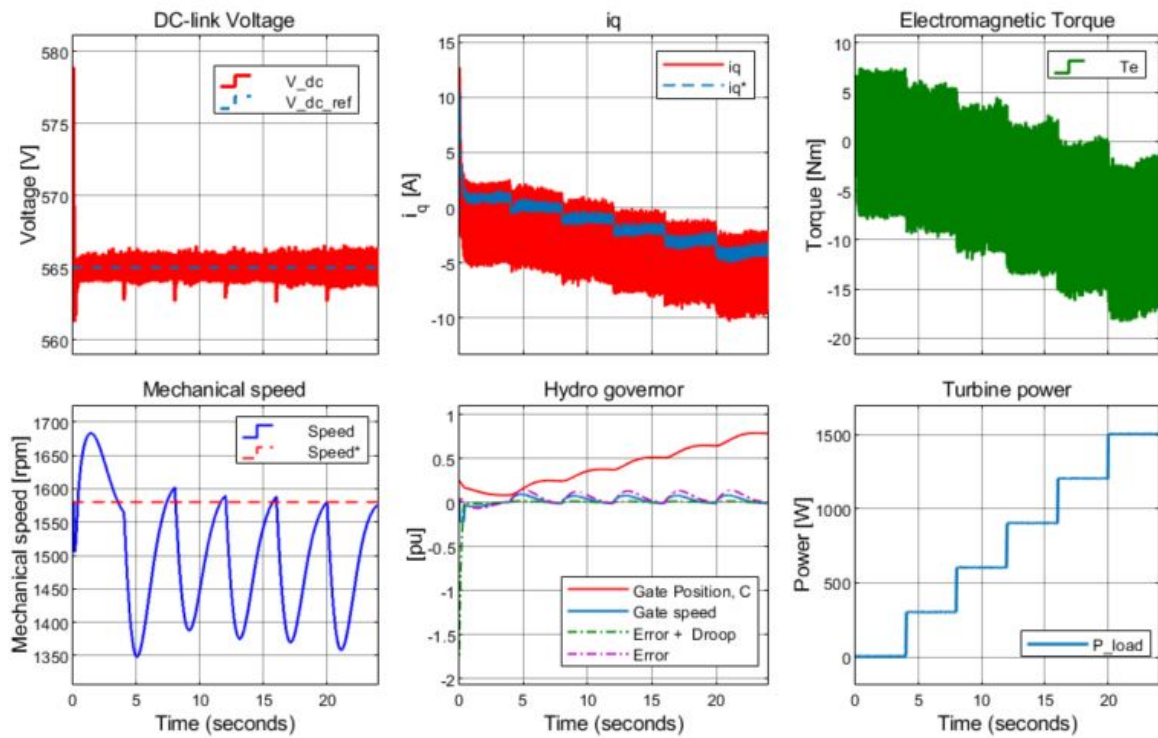 DC-link Voltage
580
575
570
565
560
Voltage [V]
V_dc
V_dc_ref
iq
15
10
5
0
-5
-10
i_q [A]
iq
iq*
Electromagnetic Torque
10
5
0
-5
-10
-15
-20
Torque [Nm]
Te
Mechanical speed
1700
1650
1600
1550
1500
1450
1400
1350
Mechanical speed [rpm]
Speed
Speed*
0 5 10 15 20
Time (seconds)
Hydro governor
1
0.5
0
-0.5
-1
-1.5
-2
[pu]
Gate Position, C
Gate speed
Error + Droop
Error
0 5 10 15 20
Time (seconds)
Turbine power
1500
1000
500
0
Power [W]
P_load
0 5 10 15 20
Time (seconds)